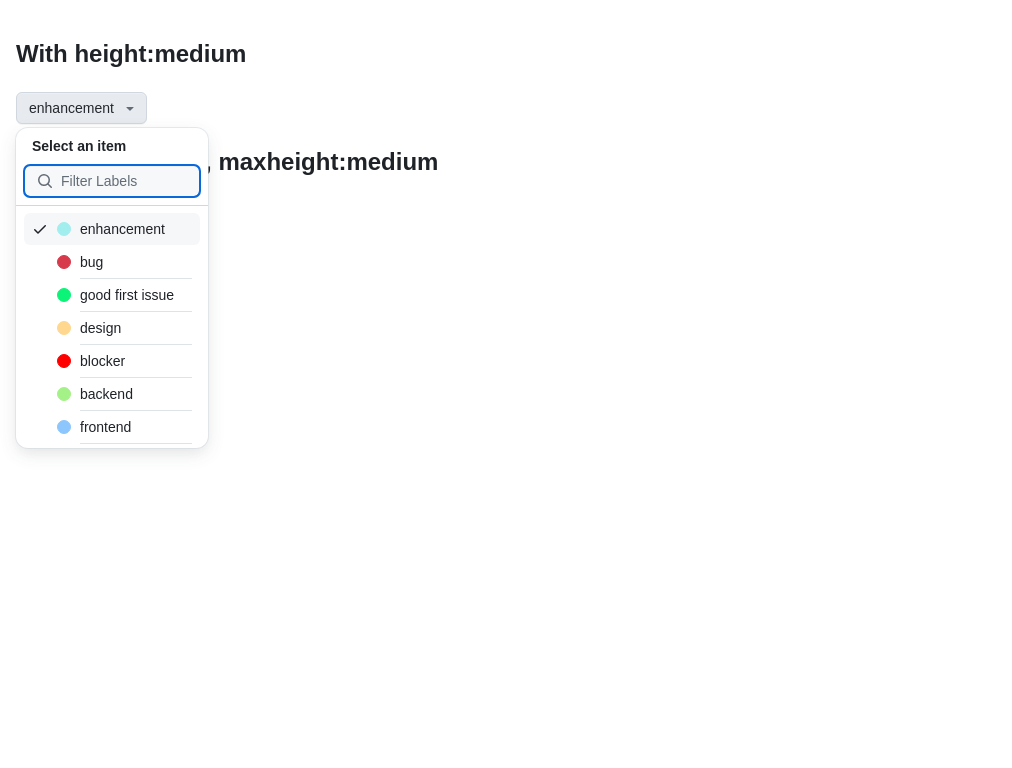 With height:medium
enhancement
Select an item
, maxheight:medium
Filter Labels
enhancement
bug
good first issue
design
blocker
backend
frontend